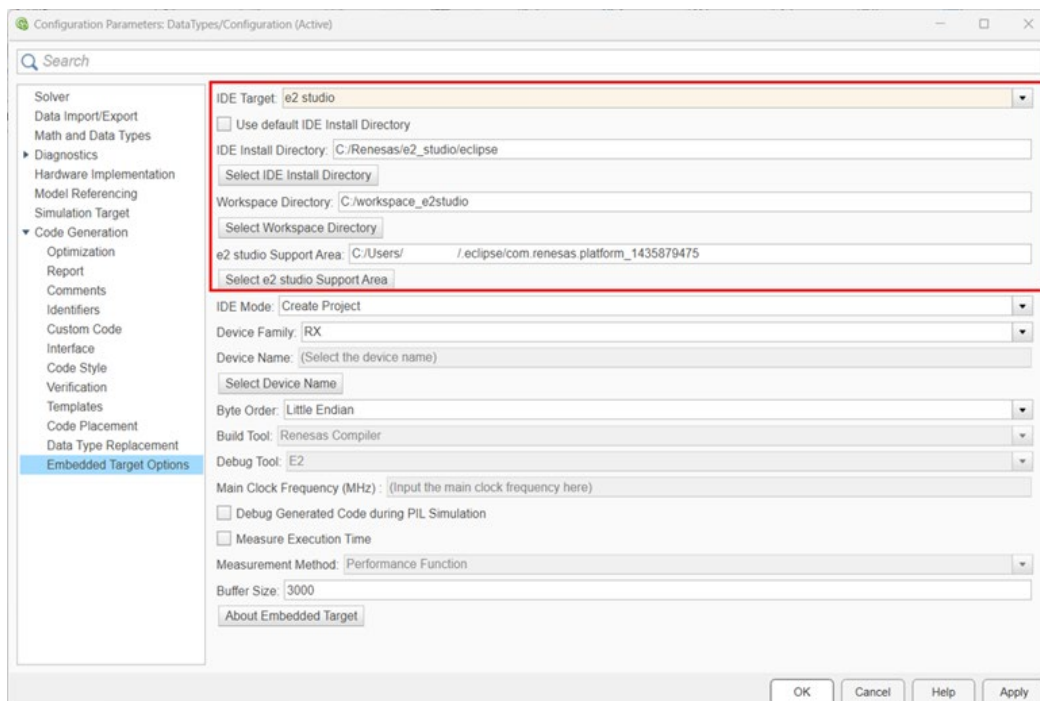 Configuration Parameters: DataTypes/Configuration (Active)
Search
Solver
Data Import/Export
Math and Data Types
Diagnostics
Hardware Implementation
Model Referencing
Simulation Target
Code Generation
Optimization
Report
Comments
Identifiers
Custom Code
Interface
Code Style
Verification
Templates
Code Placement
Data Type Replacement
Embedded Target Options
IDE Target: e2 studio
Use default IDE Install Directory
IDE Install Directory: C:/Renesas/e2_studio/eclipse
Select IDE Install Directory
Workspace Directory: C:/workspace_e2studio
Select Workspace Directory
e2 studio Support Area: C:/Users/ /.eclipse/com.renesas.platform_1435879475
Select e2 studio Support Area
IDE Mode: Create Project
Device Family: RX
Device Name: (Select the device name)
Select Device Name
Byte Order: Little Endian
Build Tool: Renesas Compiler
Debug Tool: E2
Main Clock Frequency (MHz) : (Input the main clock frequency here)
Debug Generated Code during PIL Simulation
Measure Execution Time
Measurement Method: Performance Function
Buffer Size: 3000
About Embedded Target
OK Cancel Help Apply